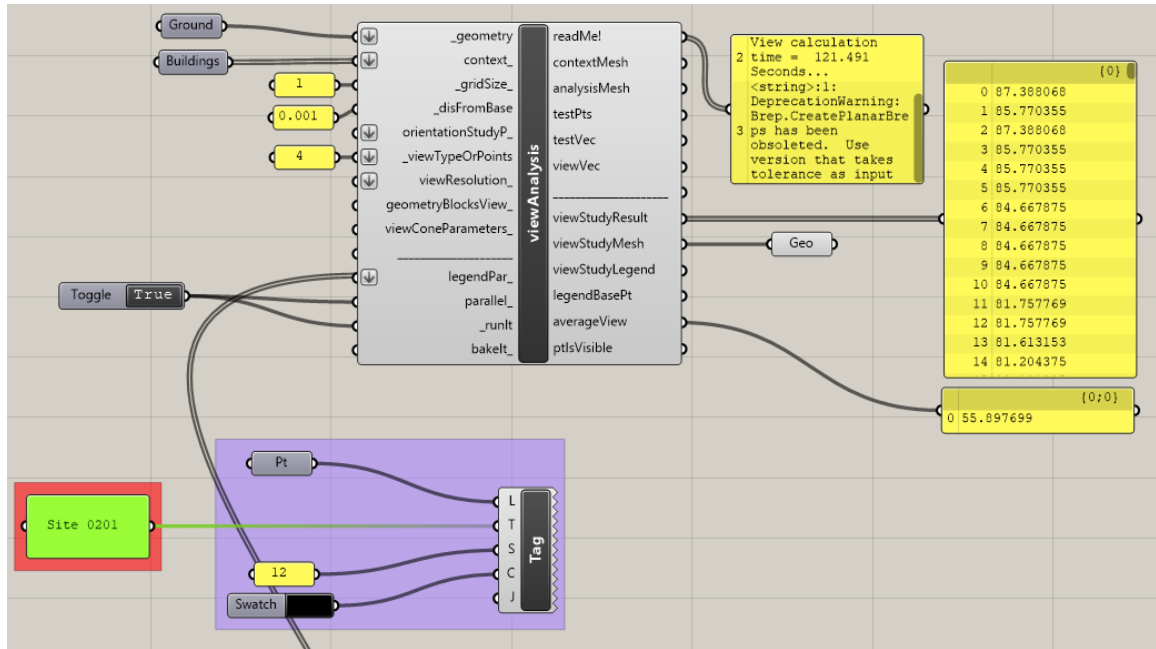 Ground
Buildings
1
0.001
4
Toggle True
_geometry
context_
_gridSize_
_disFromBase
orientationStudyP_
_viewTypeOrPoints
viewResolution_
geometryBlocksView_
viewConeParameters_
legendPar_
parallel_
_runIt
bakeIt_
viewAnalysis
readMe!
contextMesh
analysisMesh
testPts
testVec
viewVec
viewStudyResult
viewStudyMesh
viewStudyLegend
legendBasePt
averageView
ptIsVisible
View calculation
2 time = 121.491
Seconds...
<string>:1:
DeprecationWarning:
Brep.CreatePlanarBre
3 ps has been
obsoleted. Use
version that takes
tolerance as input
Geo
{0}
0 87.388068
1 85.770355
2 87.388068
3 85.770355
4 85.770355
5 85.770355
6 84.667875
7 84.667875
8 84.667875
9 84.667875
10 84.667875
11 81.757769
12 81.757769
13 81.613153
14 81.204375
{0;0}
0 55.897699
Site 0201
Pt
12
Swatch
L
T
S
C
J
Tag